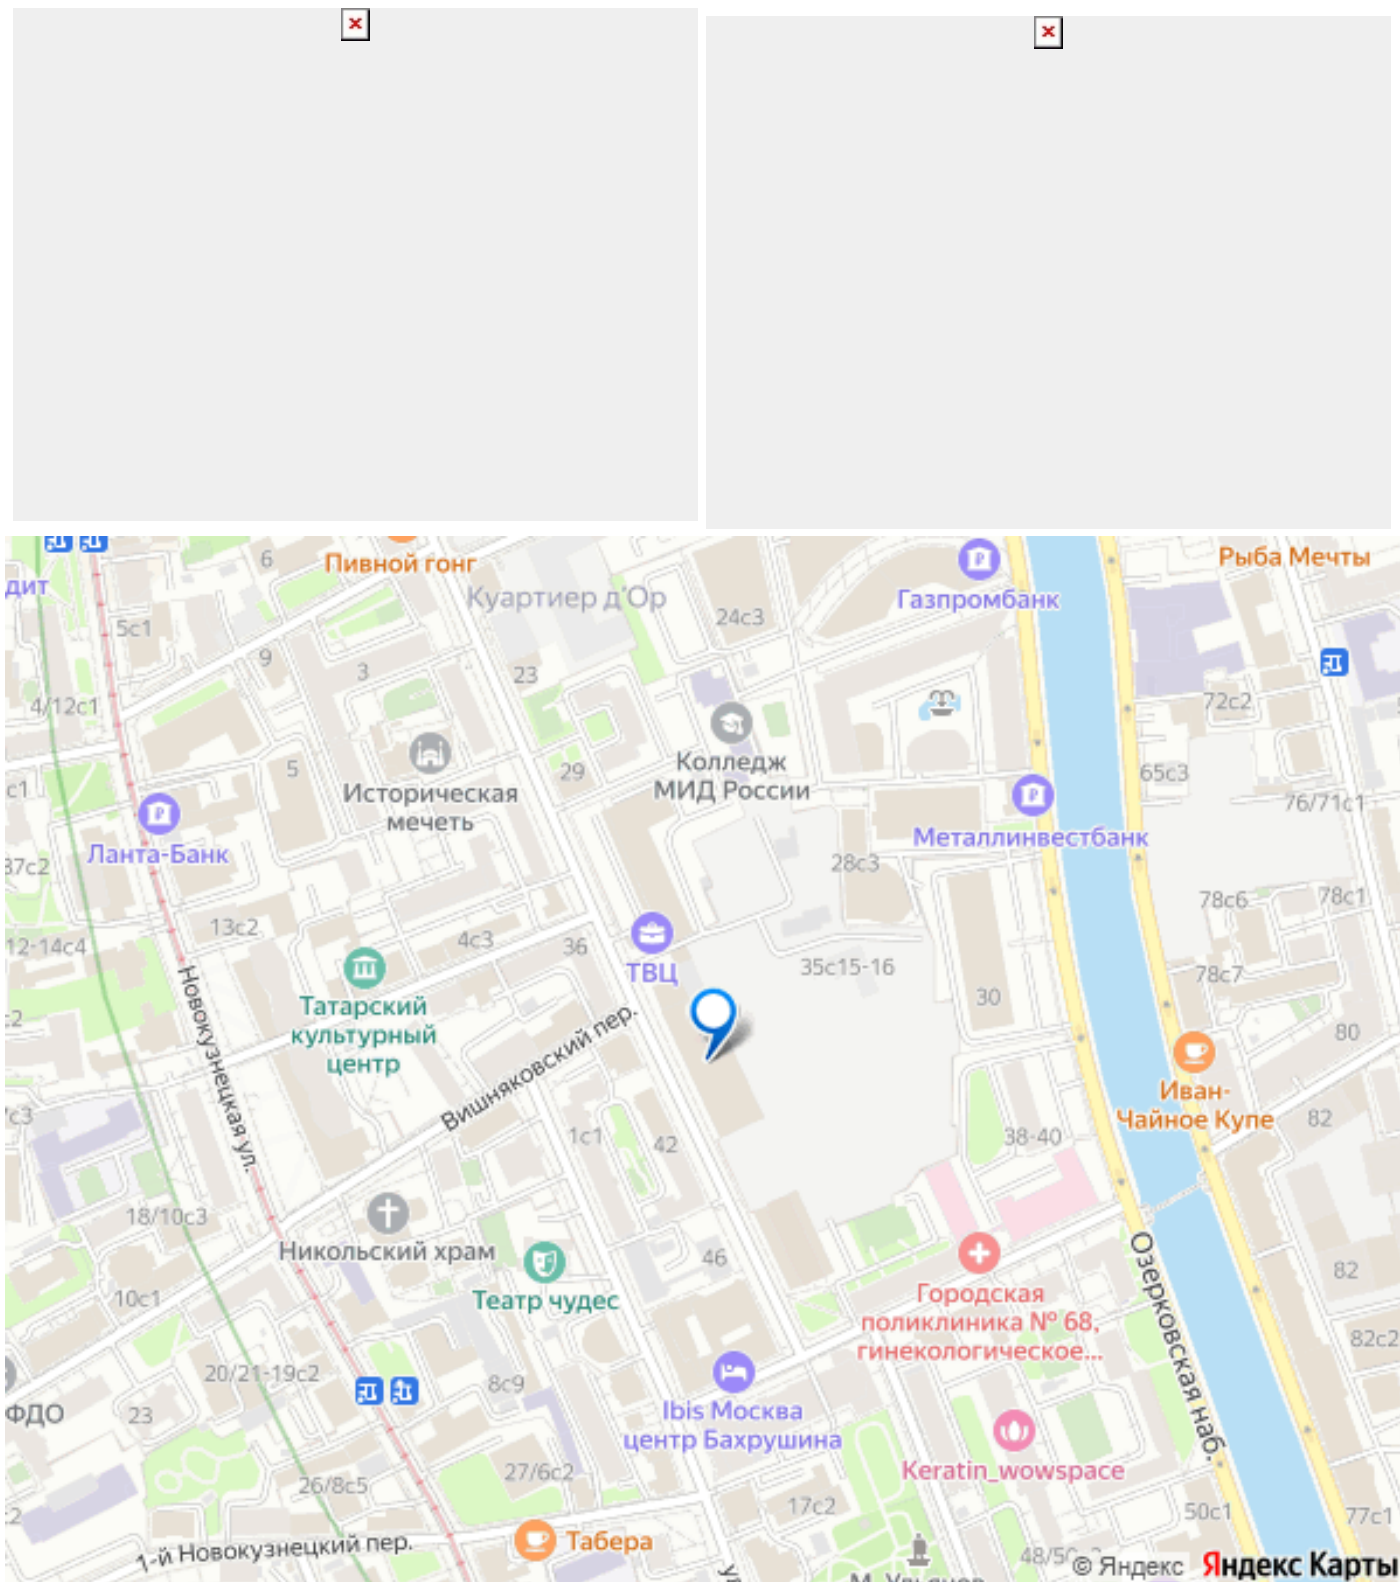 6
Пивной гонг
Рыба Мечты
дит
Куартиер д'Ор
Газпромбанк
5с1
24с3
9
3
23
4/12с1
72с2
5
29
Колледж
МИД России
65с3
с1
Историческая
мечеть
76/71с1
Ланта-Банк
Металлинвестбанк
37с2
28с3
78с6
78с1
13с2
12-14с4
4с3
36
ТВЦ
35с15-16
78с7
30
Татарский
культурный
центр
Новокузнецкая ул.
Вишняковский пер.
80
Иван-
Чайное Купе
82
1с1
42
38-40
18/10с3
Никольский храм
46
Театр чудес
Городская
поликлиника № 68,
гинекологическое...
Озерковская наб.
82
10с1
82с2
20/21-19с2
8с9
ФДО
23
Ibis Москва
центр Бахрушина
Keratin_wowspace
26/8с5
27/6с2
17с2
50с1
77с1
1-й Новокузнецкий пер.
Табера
© Яндекс
Яндекс Карты